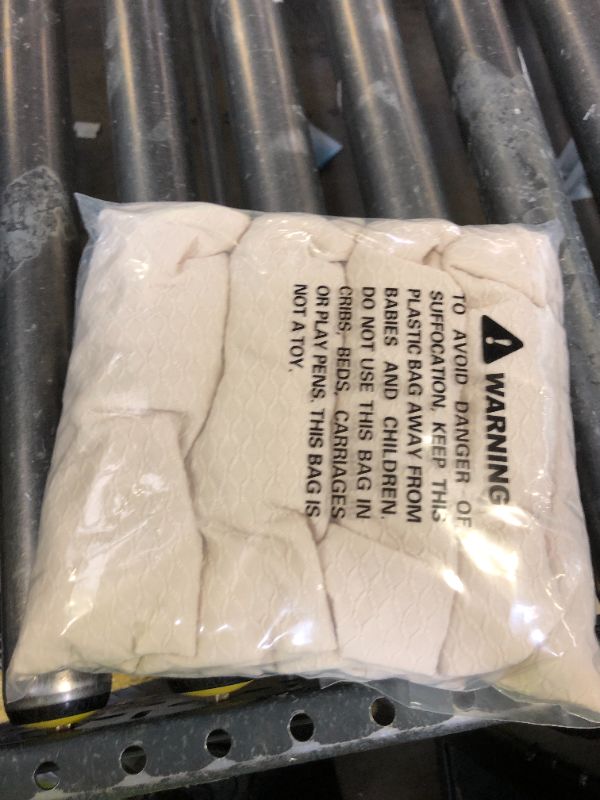 WARNING
TO AVOID DANGER OF
SUFFOCATION, KEEP THIS
PLASTIC BAG AWAY FROM
BABIES AND CHILDREN.
DO NOT USE THIS BAG IN
CRIBS, BEDS, CARRIAGES
OR PLAY PENS. THIS BAG IS
NOT A TOY.